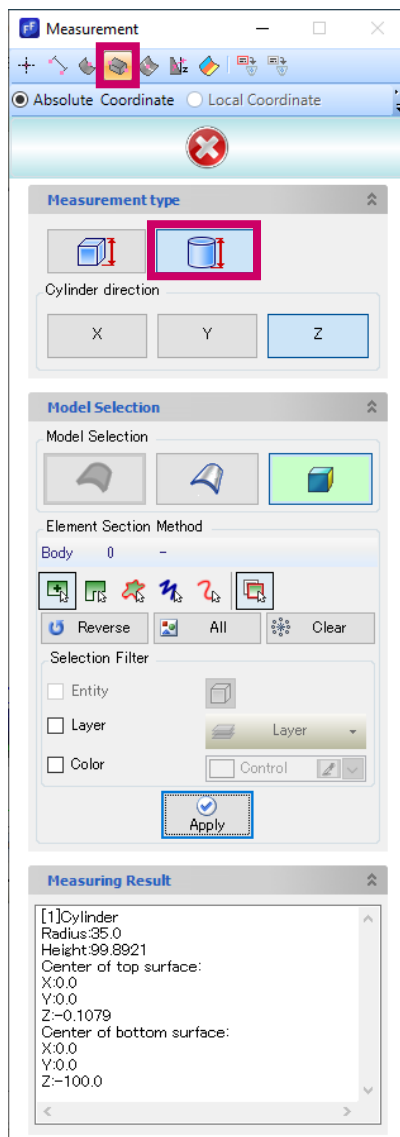 FF Measurement
Z
Absolute Coordinate Local Coordinate
Measurement type
Cylinder direction
X Y Z
Model Selection
Model Selection
Element Section Method
Body 0 -
Reverse All Clear
Selection Filter
Entity
Layer Layer
Color Control
Apply
Measuring Result
[1]Cylinder
Radius:35.0
Height:99.8921
Center of top surface:
X:0.0
Y:0.0
Z:-0.1079
Center of bottom surface:
X:0.0
Y:0.0
Z:-100.0